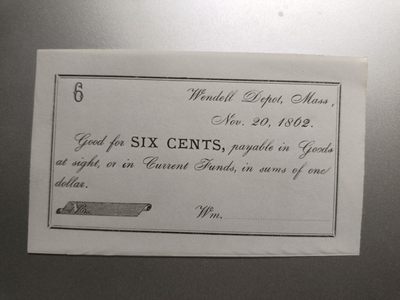 6
Wendell Depot, Mass,
Nov. 20, 1862.
Good for SIX CENTS, payable in Goods
at sight, or in Current Funds, in sums of one
dollar.
Wm.